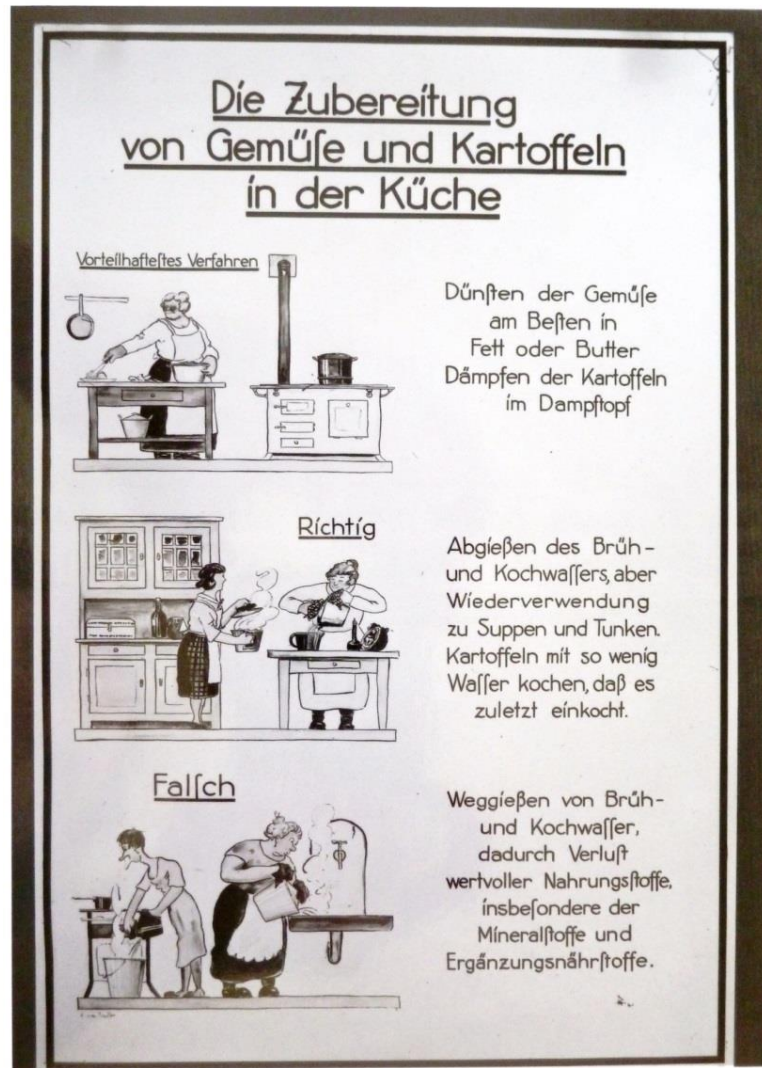 Die Zubereitung
von Gemüſe und Kartoffeln
in der Küche
Vorteilhafteſtes Verfahren
Dünſten der Gemüſe
am Beſten in
Fett oder Butter
Dämpfen der Kartoffeln
im Dampftopf
Richtig
Abgießen des Brüh-
und Kochwaſſers, aber
Wiederverwendung
zu Suppen und Tunken.
Kartoffeln mit so wenig
Waſſer kochen, daß es
zuletzt einkocht.
Falſch
Weggießen von Brüh-
und Kochwaſſer,
dadurch Verluſt
wertvoller Nahrungsſtoffe,
insbeſondere der
Mineralſtoffe und
Ergänzungsnährſtoffe.